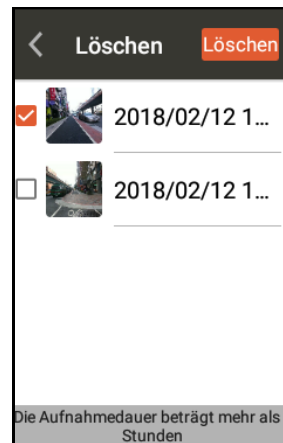 Löschen Löschen
2018/02/12 1...
2018/02/12 1...
Die Aufnahmedauer beträgt mehr als
Stunden